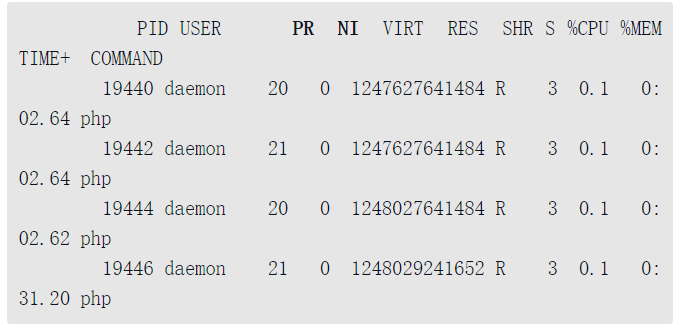 PID USER PR NI VIRT RES SHR S %CPU %MEM
TIME+ COMMAND
19440 daemon 20 0 1247627641484 R 3 0.1 0:
02.64 php
19442 daemon 21 0 1247627641484 R 3 0.1 0:
02.64 php
19444 daemon 20 0 1248027641484 R 3 0.1 0:
02.62 php
19446 daemon 21 0 1248029241652 R 3 0.1 0:
31.20 php